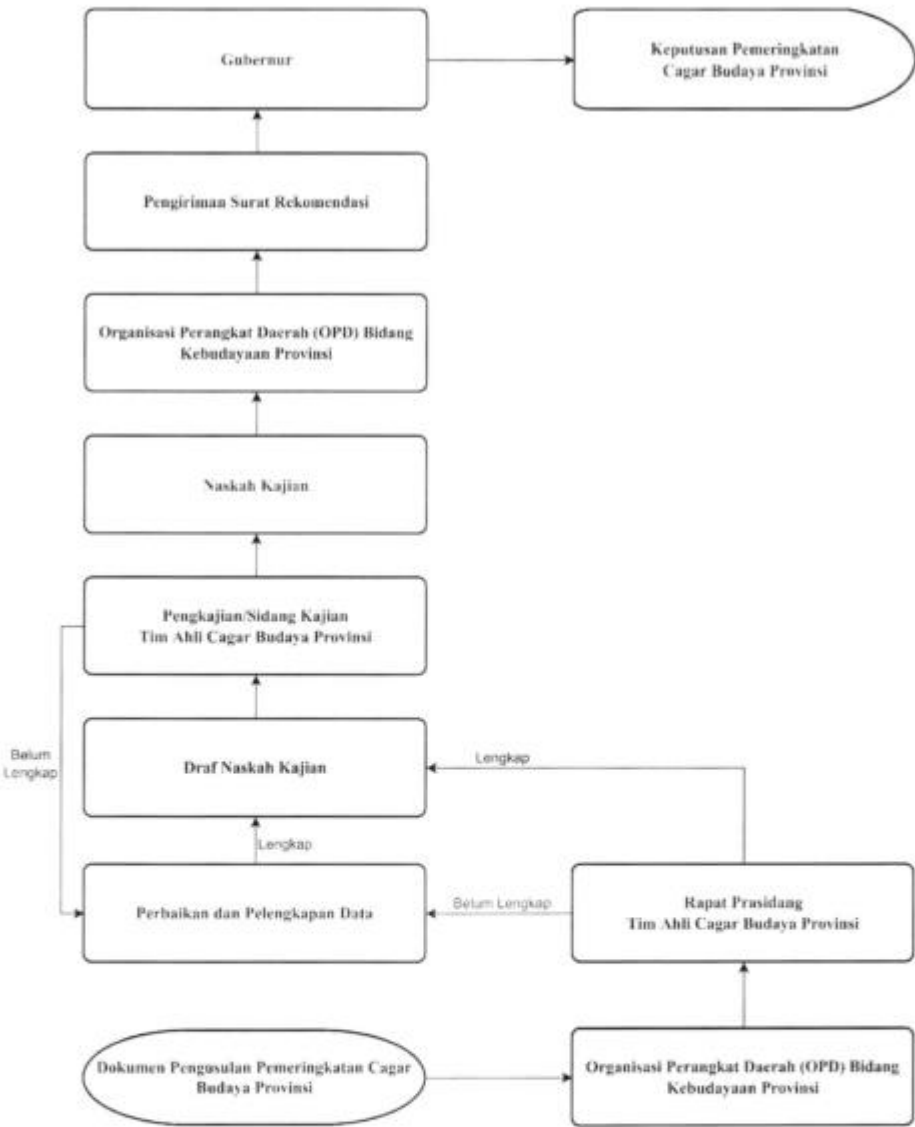 Gubernur
Keputusan Pemeringkatan
Cagar Budaya Provinsi
Pengiriman Surat Rekomendasi
Organisasi Perangkat Daerah (OPD) Bidang
Kebudayaan Provinsi
Naskah Kajian
Pengkajian/Sidang Kajian
Tim Ahli Cagar Budaya Provinsi
Belum
Lengkap
Draf Naskah Kajian
Lengkap
Lengkap
Perbaikan dan Pelengkapan Data
Belum Lengkap
Rapat Prasidang
Tim Ahli Cagar Budaya Provinsi
Dokumen Pengusulan Pemeringkatan Cagar
Budaya Provinsi
Organisasi Perangkat Daerah (OPD) Bidang
Kebudayaan Provinsi